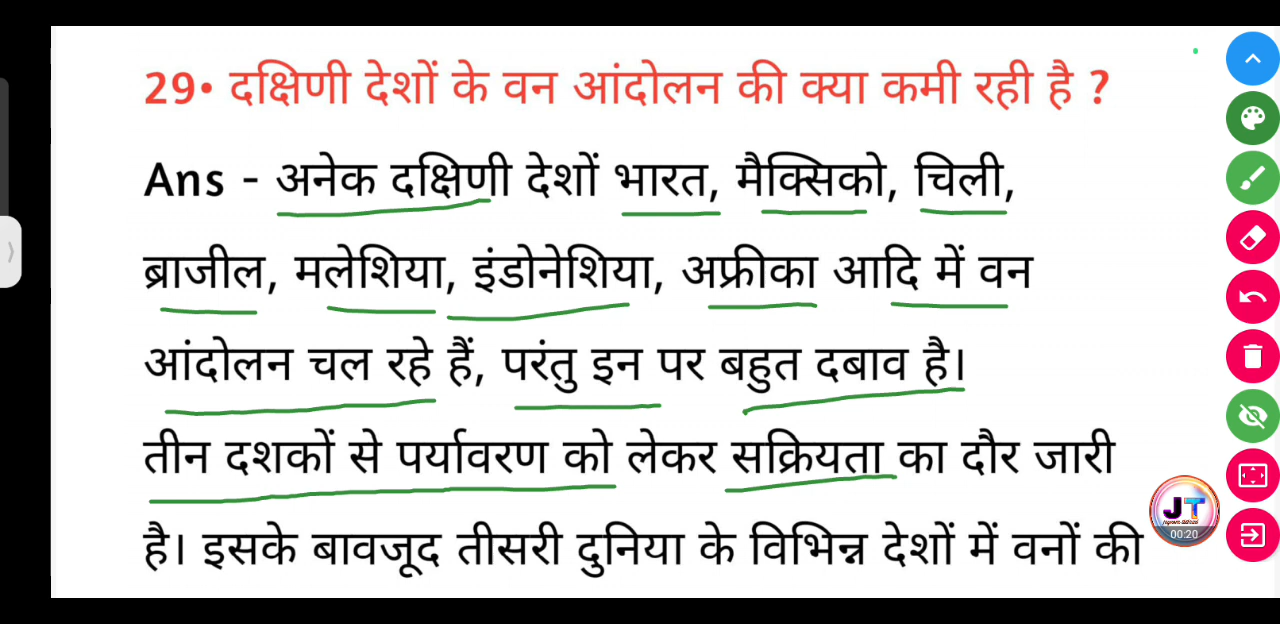 29• दक्षिणी देशों के वन आंदोलन की क्या कमी रही है ?
Ans - अनेक दक्षिणी देशों भारत, मैक्सिको, चिली,
ब्राजील, मलेशिया, इंडोनेशिया, अफ्रीका आदि में वन
आंदोलन चल रहे हैं, परंतु इन पर बहुत दबाव है।
तीन दशकों से पर्यावरण को लेकर सक्रियता का दौर जारी
है। इसके बावजूद तीसरी दुनिया के विभिन्न देशों में वनों की
JT
00:20